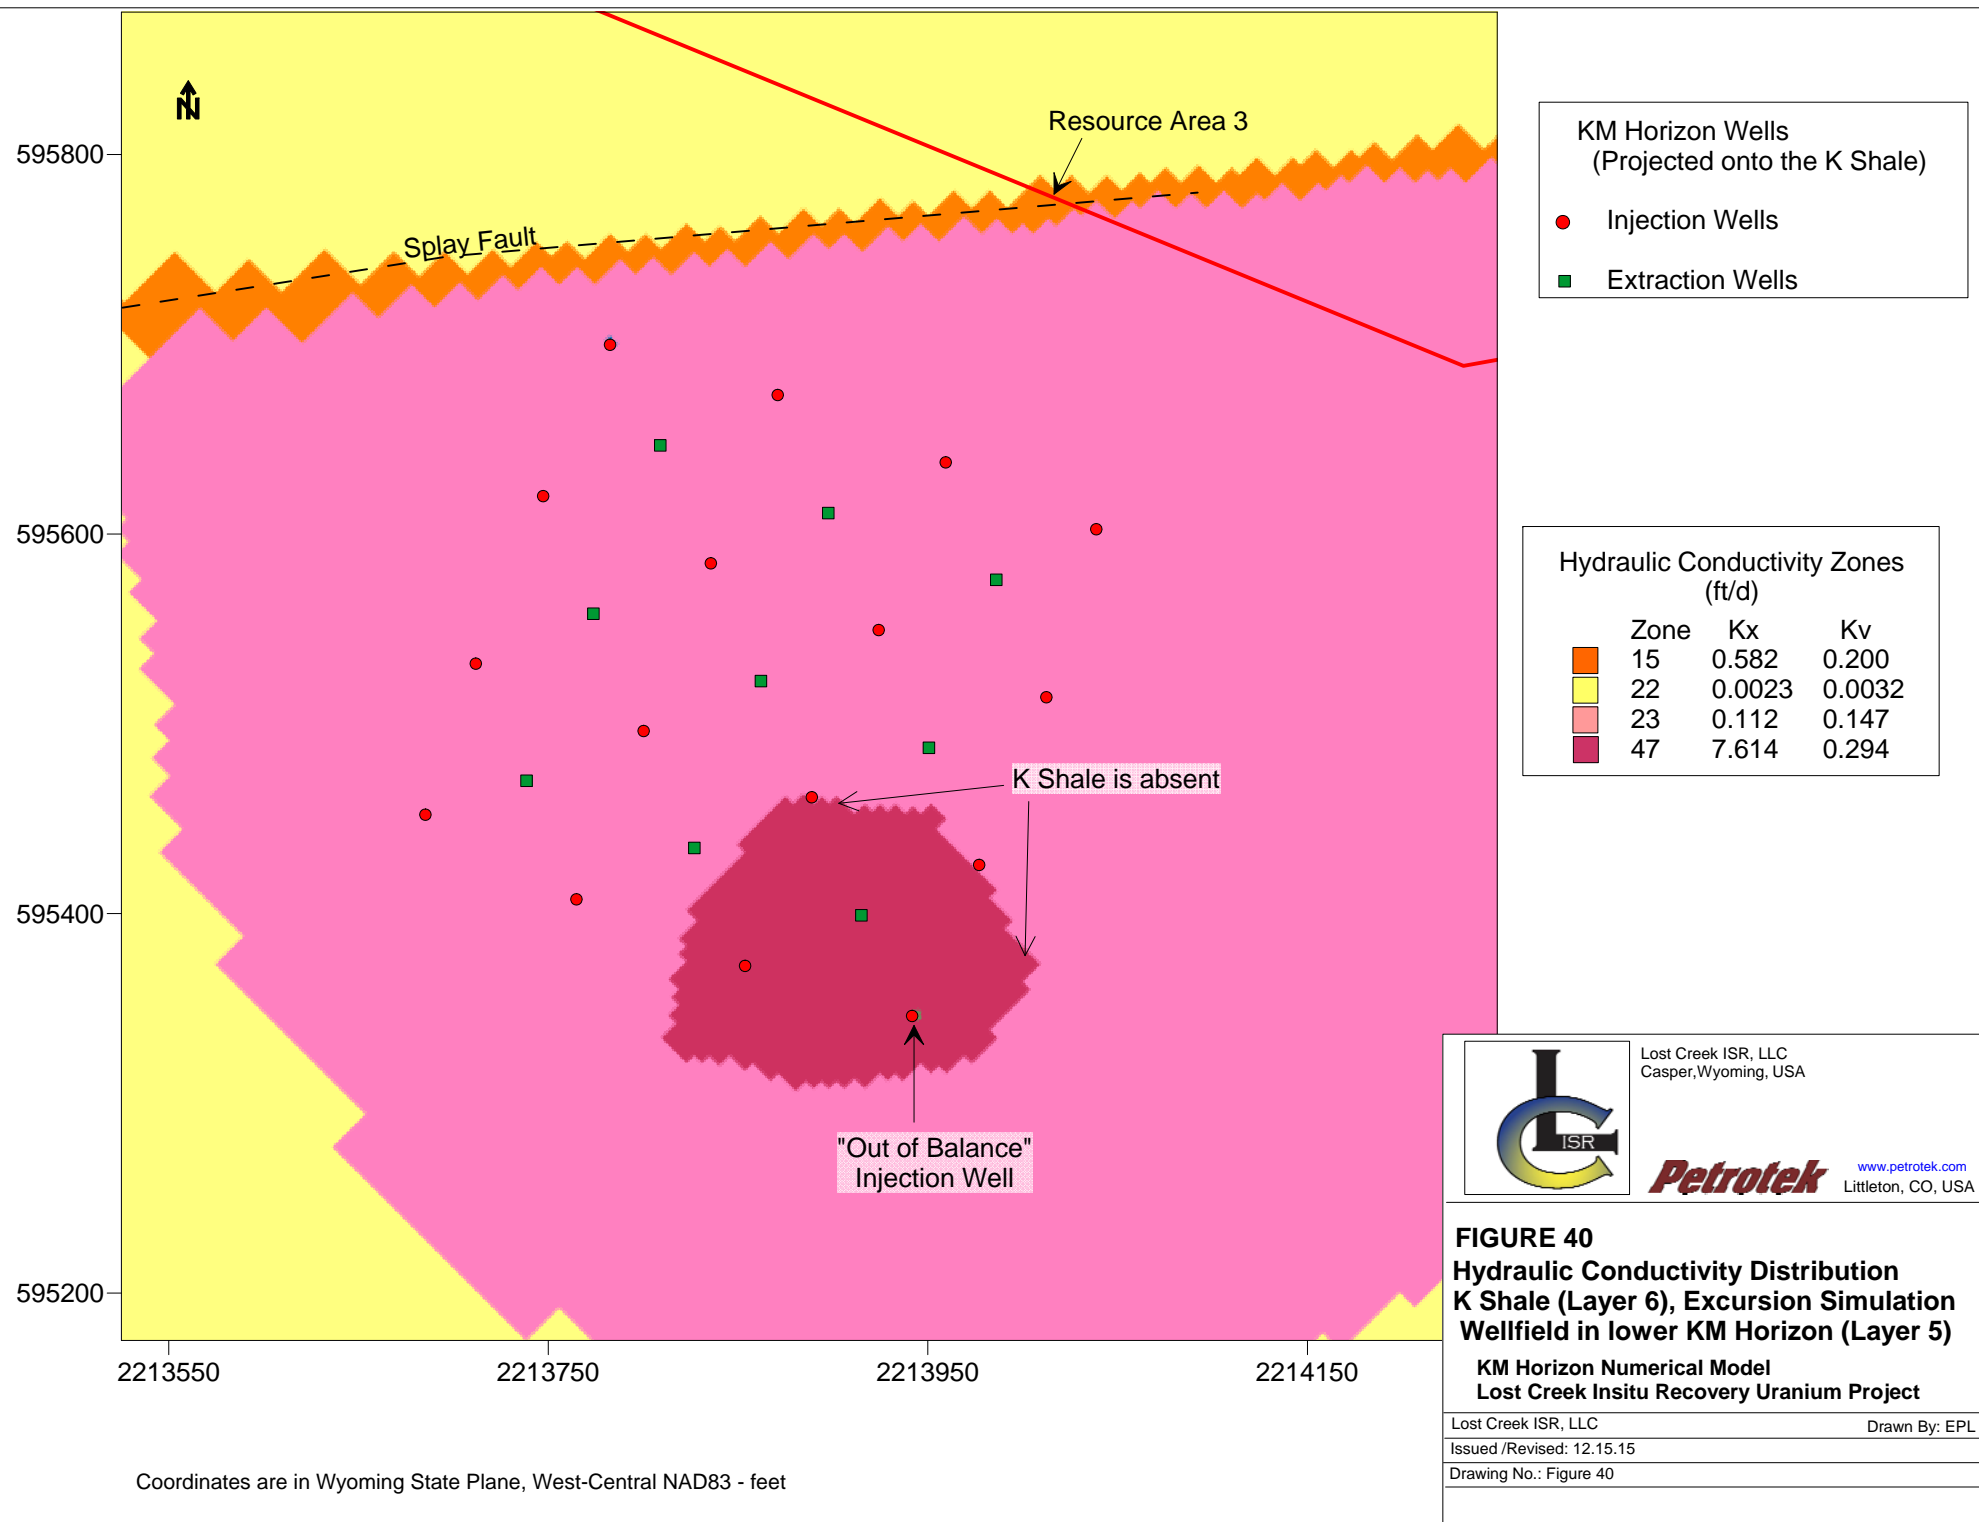 N
595800
595600
595400
595200
2213550
2213750
2213950
2214150
Resource Area 3
Splay Fault
K Shale is absent
"Out of Balance"
Injection Well
Coordinates are in Wyoming State Plane, West-Central NAD83 - feet
KM Horizon Wells
(Projected onto the K Shale)
Injection Wells
Extraction Wells
Hydraulic Conductivity Zones
(ft/d)
Zone Kx Kv
15 0.582 0.200
22 0.0023 0.0032
23 0.112 0.147
47 7.614 0.294
LC ISR
Lost Creek ISR, LLC
Casper,Wyoming, USA
Petrotek
www.petrotek.com
Littleton, CO, USA
FIGURE 40
Hydraulic Conductivity Distribution
K Shale (Layer 6), Excursion Simulation
Wellfield in lower KM Horizon (Layer 5)
KM Horizon Numerical Model
Lost Creek Insitu Recovery Uranium Project
Lost Creek ISR, LLC Drawn By: EPL
Issued /Revised: 12.15.15
Drawing No.: Figure 40